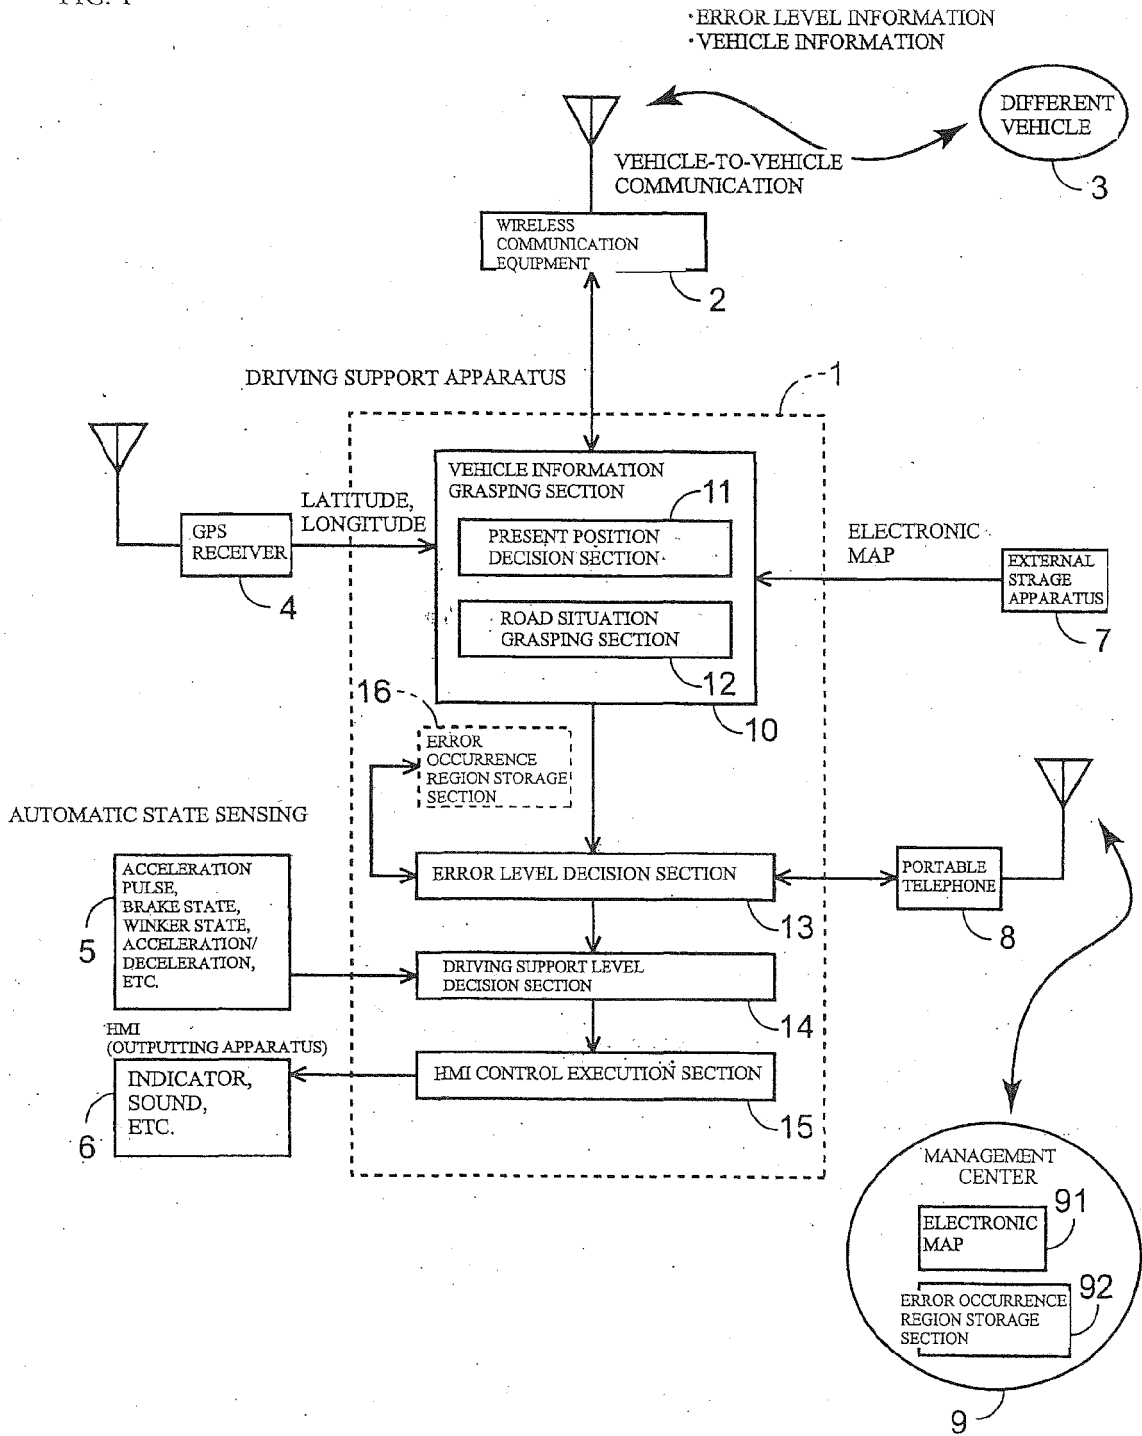 ·ERROR LEVEL INFORMATION
·VEHICLE INFORMATION
DIFFERENT
VEHICLE
3
VEHICLE-TO-VEHICLE
COMMUNICATION
WIRELESS
COMMUNICATION
EQUIPMENT
2
DRIVING SUPPORT APPARATUS
1
VEHICLE INFORMATION
GRASPING SECTION
11
PRESENT POSITION
DECISION SECTION
ROAD SITUATION
GRASPING SECTION
12
10
LATITUDE,
LONGITUDE
GPS
RECEIVER
4
ELECTRONIC
MAP
EXTERNAL
STRAGE
APPARATUS
7
16
ERROR
OCCURRENCE
REGION STORAGE
SECTION
AUTOMATIC STATE SENSING
ACCELERATION
PULSE,
BRAKE STATE,
WINKER STATE,
ACCELERATION/
DECELERATION,
ETC.
5
ERROR LEVEL DECISION SECTION
13
PORTABLE
TELEPHONE
8
DRIVING SUPPORT LEVEL
DECISION SECTION
14
HMI
(OUTPUTTING APPARATUS)
INDICATOR,
SOUND,
ETC.
6
HMI CONTROL EXECUTION SECTION
15
MANAGEMENT
CENTER
91
ELECTRONIC
MAP
92
ERROR OCCURRENCE
REGION STORAGE
SECTION
9